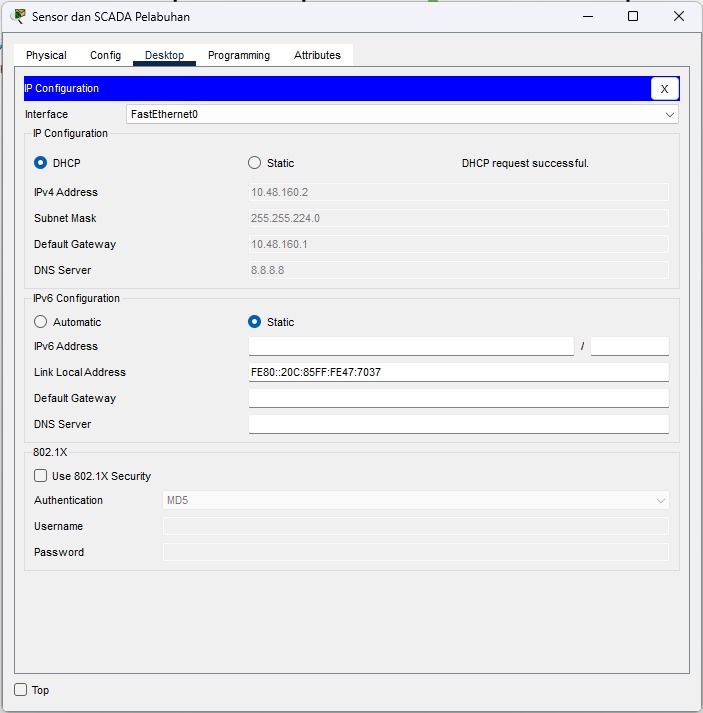 Sensor dan SCADA Pelabuhan
Physical Config Desktop Programming Attributes
IP Configuration X
Interface FastEthernet0
IP Configuration
DHCP Static DHCP request successful.
IPv4 Address 10.48.160.2
Subnet Mask 255.255.224.0
Default Gateway 10.48.160.1
DNS Server 8.8.8.8
IPv6 Configuration
Automatic Static
IPv6 Address /
Link Local Address FE80::20C:85FF:FE47:7037
Default Gateway
DNS Server
802.1X
Use 802.1X Security
Authentication MD5
Username
Password
Top